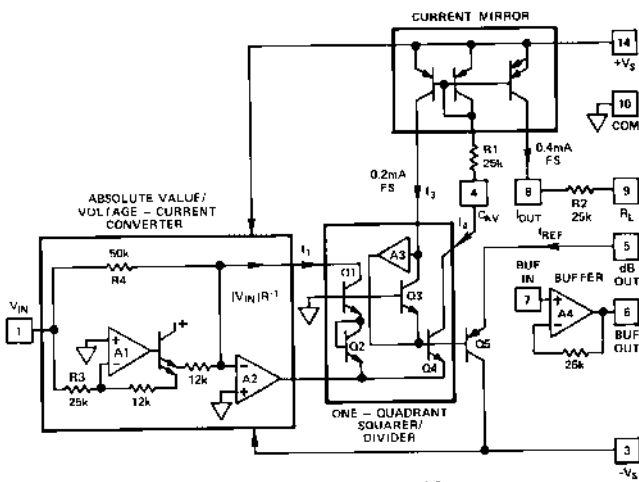 CURRENT MIRROR
14
+VS
10
COM
R1
25k
0.2mA
FS
0.4mA
FS
I3
4
CAV
8
IOUT
R2
25k
9
RL
ABSOLUTE VALUE/
VOLTAGE – CURRENT
CONVERTER
I4
IREF
5
dB
OUT
50k
R4
I1
|VIN|R-1
Q1
A3
Q3
BUF
IN
BUFFER
7
A4
6
BUF
OUT
25k
VIN
1
A1
+
–
+
R3
25k
12k
12k
–
A2
+
Q2
Q4
Q5
+
–
ONE – QUADRANT
SQUARER/
DIVIDER
3
-VS